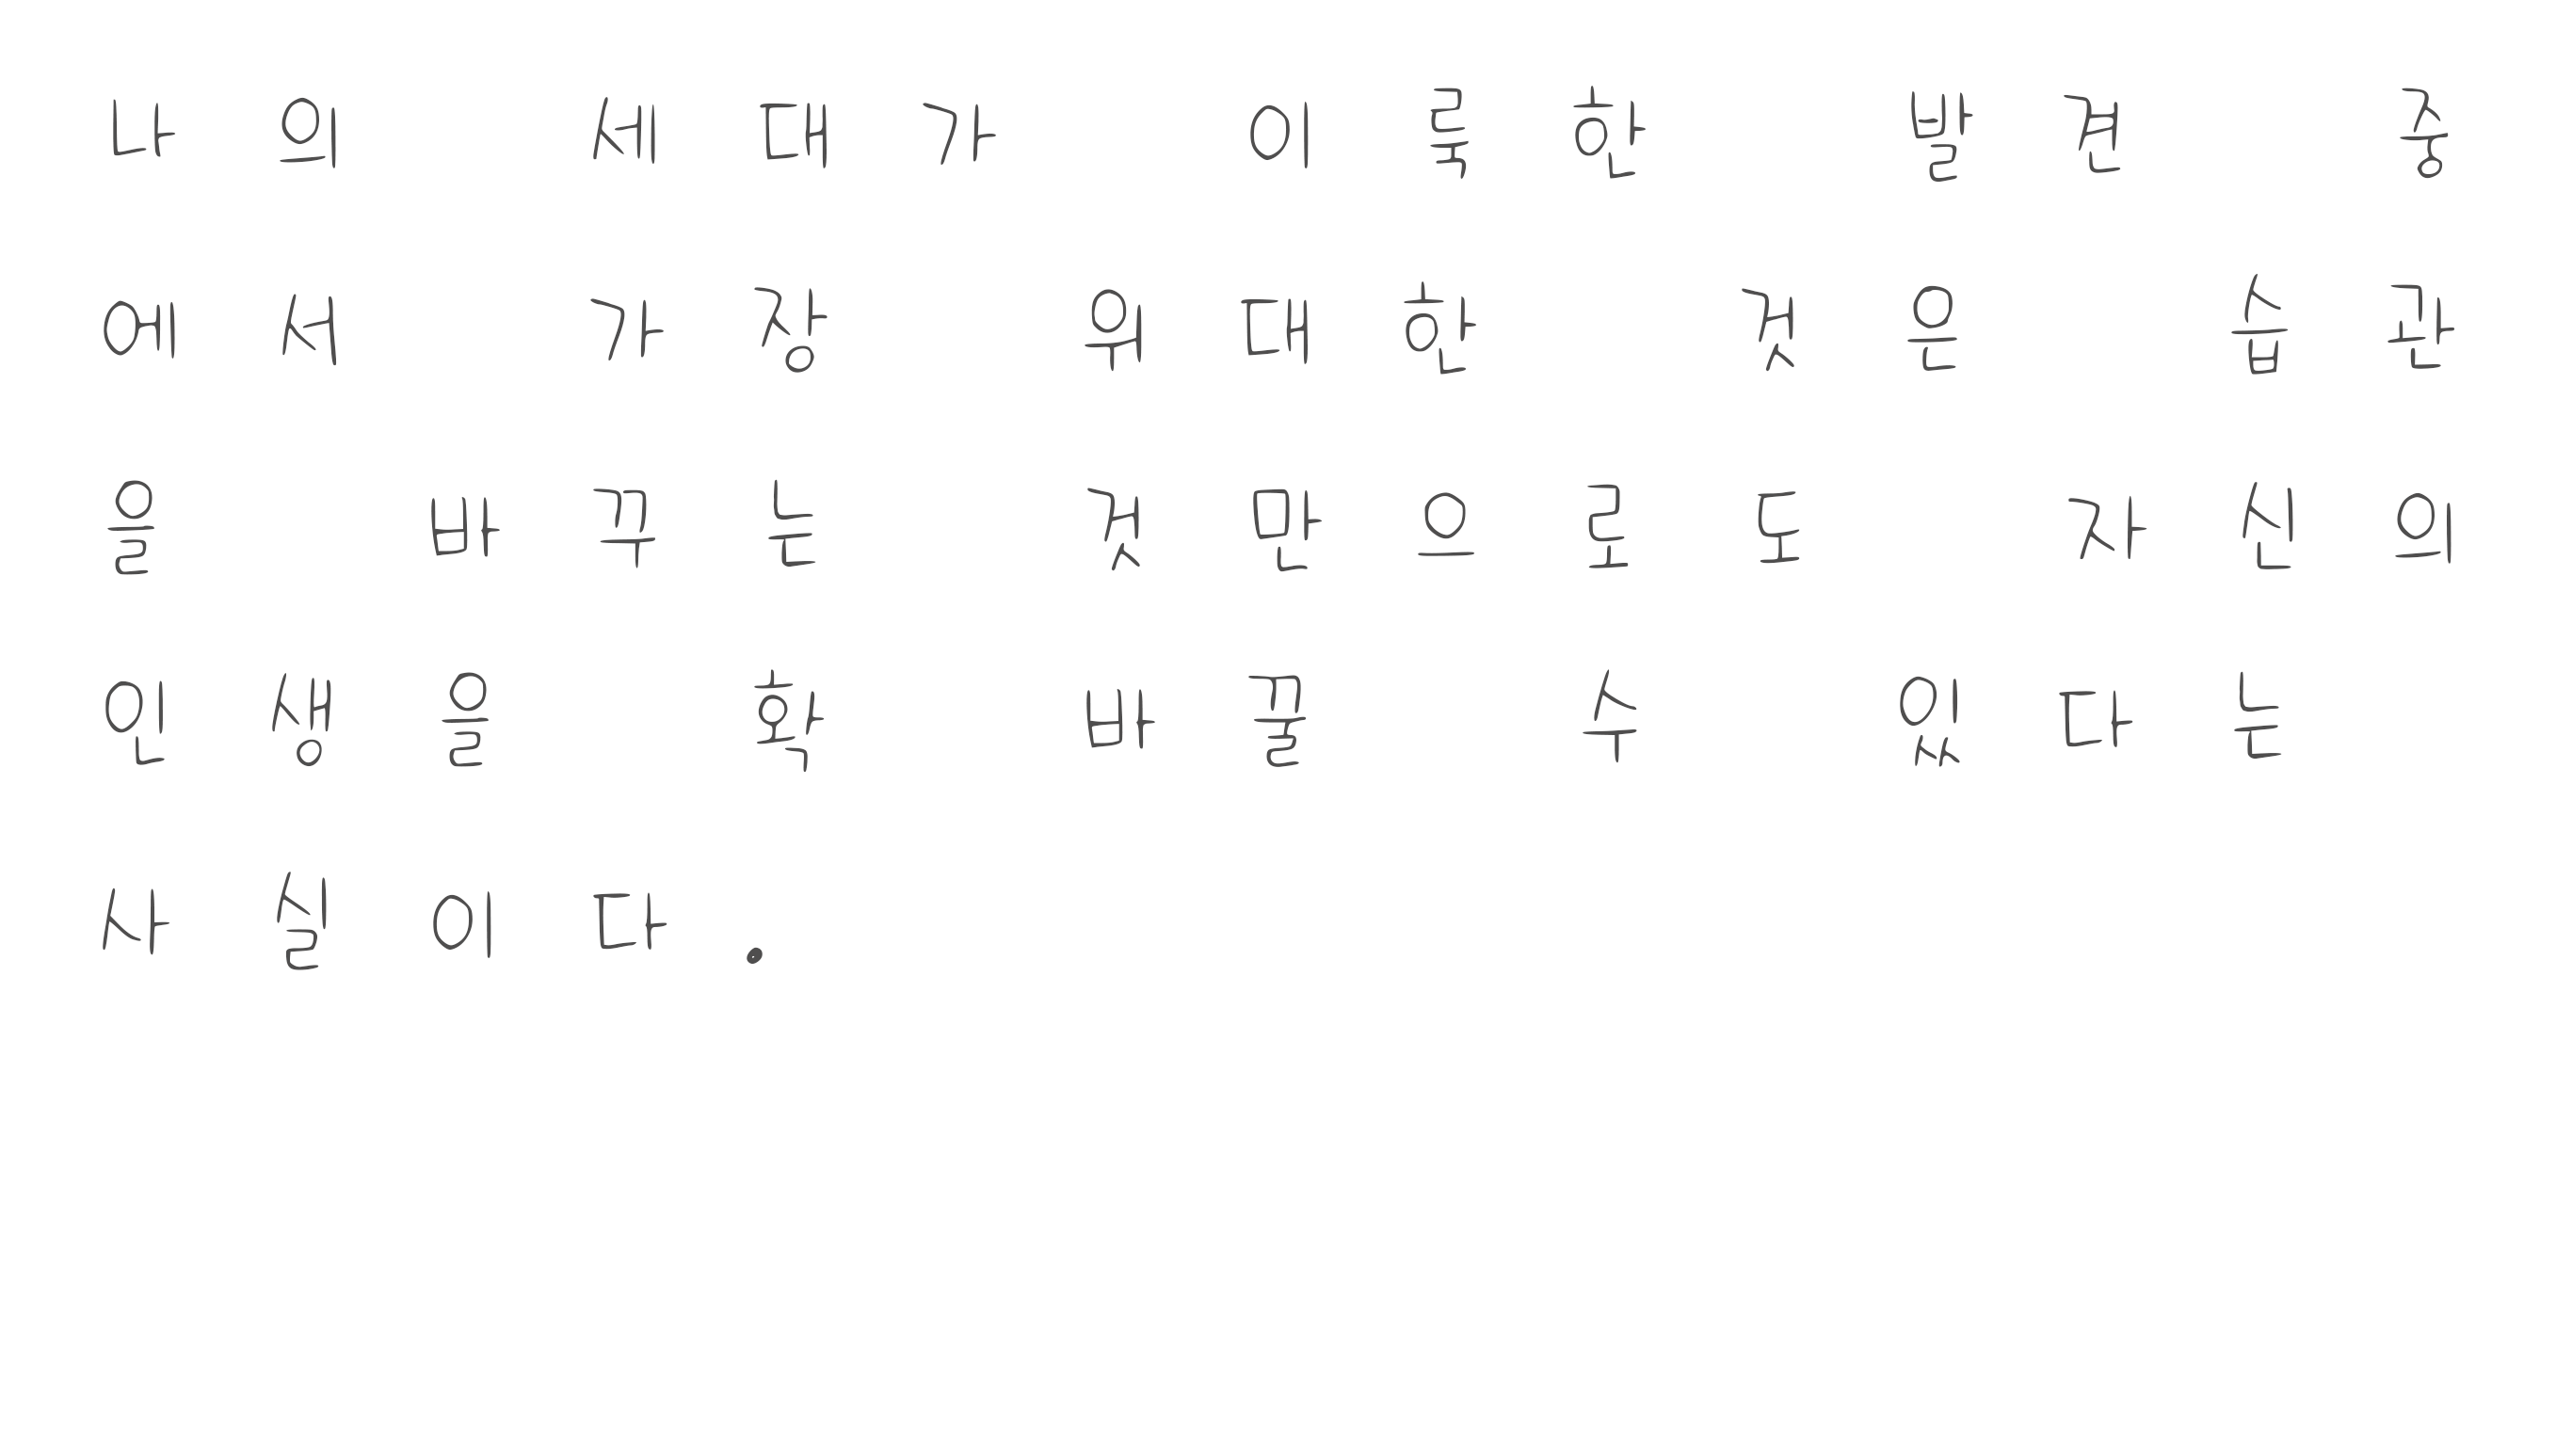 나의 세대가 이룩한 발견 중
에서 가장 위대한 것은 습관
을 바꾸는 것만으로도 자신의
인생을 확 바꿀 수 있다는
사실이다.